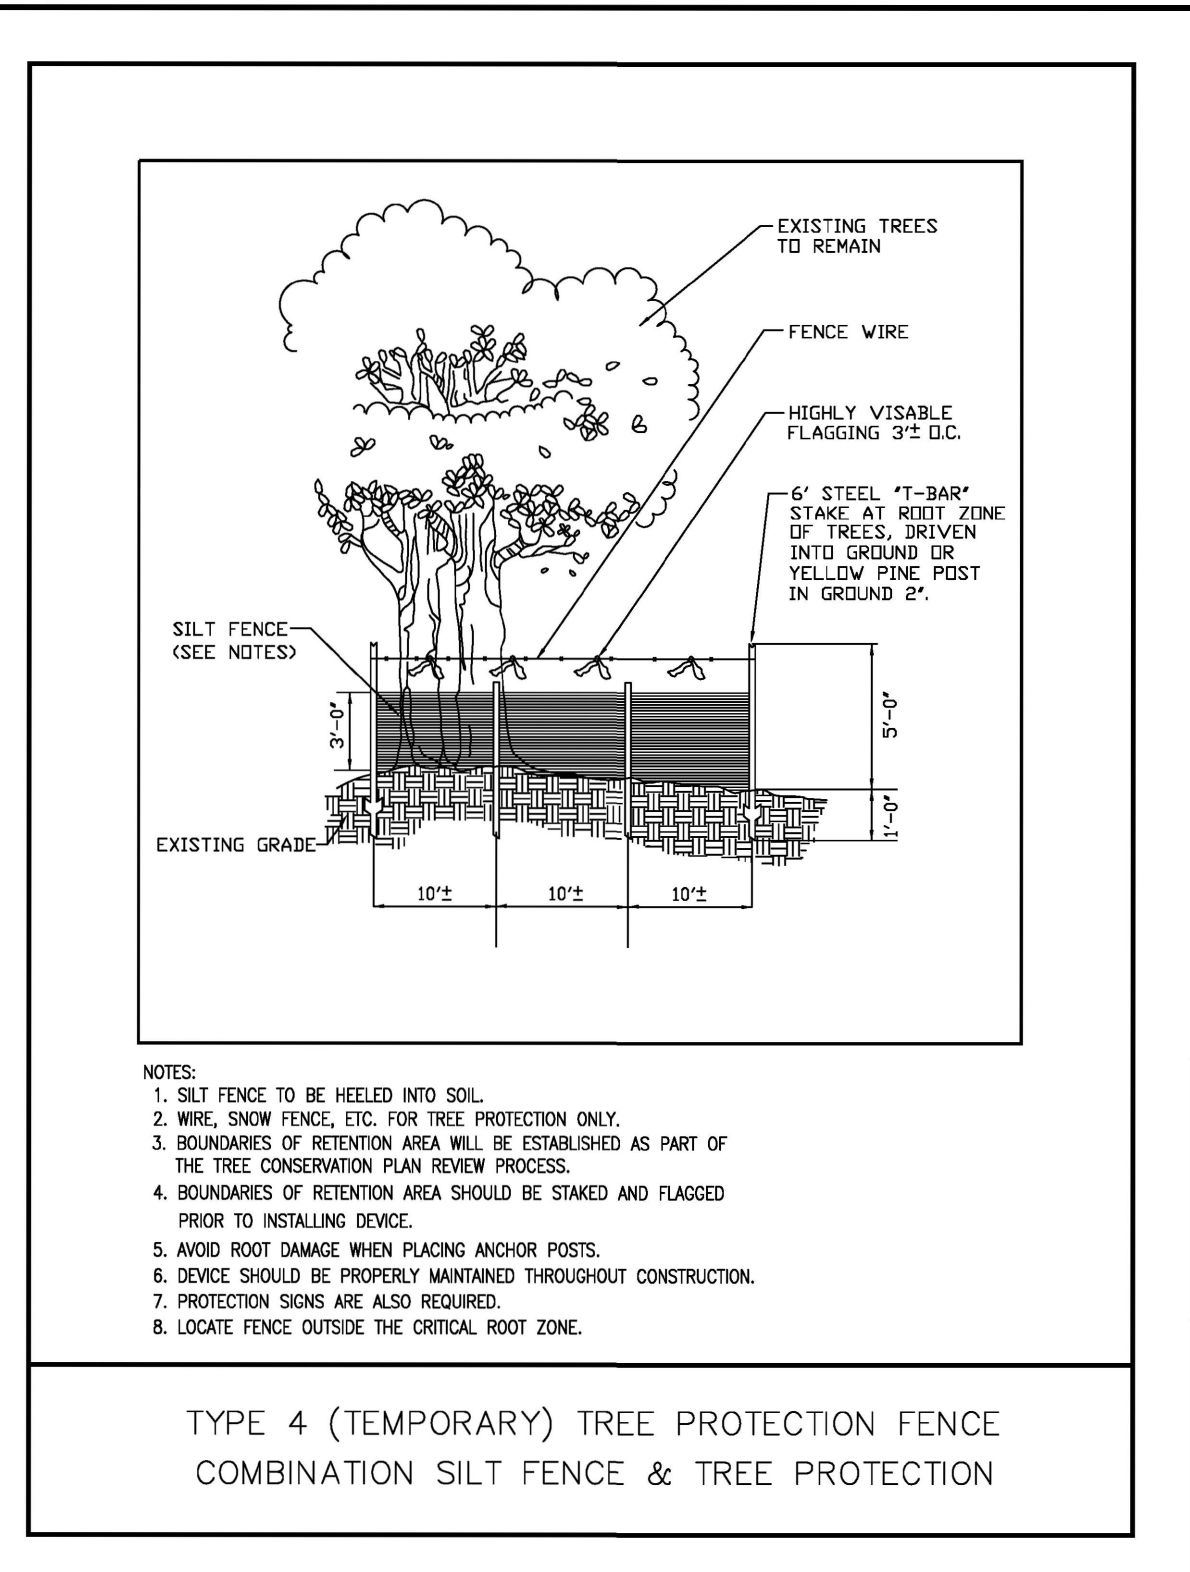 EXISTING TREES
TO REMAIN
FENCE WIRE
HIGHLY VISABLE
FLAGGING 3'± O.C.
6' STEEL "T-BAR"
STAKE AT ROOT ZONE
OF TREES, DRIVEN
INTO GROUND OR
YELLOW PINE POST
IN GROUND 2".
SILT FENCE
(SEE NOTES)
3'-0"
5'-0"
1'-0"
EXISTING GRADE
10'±
10'±
10'±
NOTES:
1. SILT FENCE TO BE HEELED INTO SOIL.
2. WIRE, SNOW FENCE, ETC. FOR TREE PROTECTION ONLY.
3. BOUNDARIES OF RETENTION AREA WILL BE ESTABLISHED AS PART OF
THE TREE CONSERVATION PLAN REVIEW PROCESS.
4. BOUNDARIES OF RETENTION AREA SHOULD BE STAKED AND FLAGGED
PRIOR TO INSTALLING DEVICE.
5. AVOID ROOT DAMAGE WHEN PLACING ANCHOR POSTS.
6. DEVICE SHOULD BE PROPERLY MAINTAINED THROUGHOUT CONSTRUCTION.
7. PROTECTION SIGNS ARE ALSO REQUIRED.
8. LOCATE FENCE OUTSIDE THE CRITICAL ROOT ZONE.
TYPE 4 (TEMPORARY) TREE PROTECTION FENCE
COMBINATION SILT FENCE & TREE PROTECTION